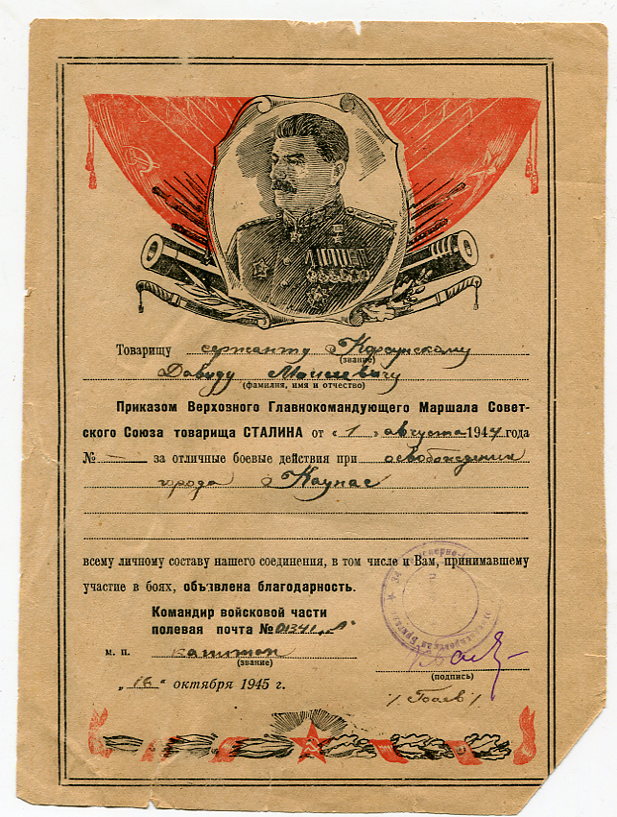 Товарищу сержанту Корсунскому
(звание)
Давиду Моисеевичу
(фамилия, имя и отчество)
Приказом Верховного Главнокомандующего Маршала Совет-
ского Союза товарища СТАЛИНА от «1» августа 1944 года
№ — за отличные боевые действия при освобождении
города Каунас
всему личному составу нашего соединения, в том числе и Вам, принимавшему
участие в боях, объявлена благодарность.
Командир войсковой части
полевая почта № 01341
м. п. капитан
(звание)
(подпись)
„16“ октября 1945 г. /Гоаев/